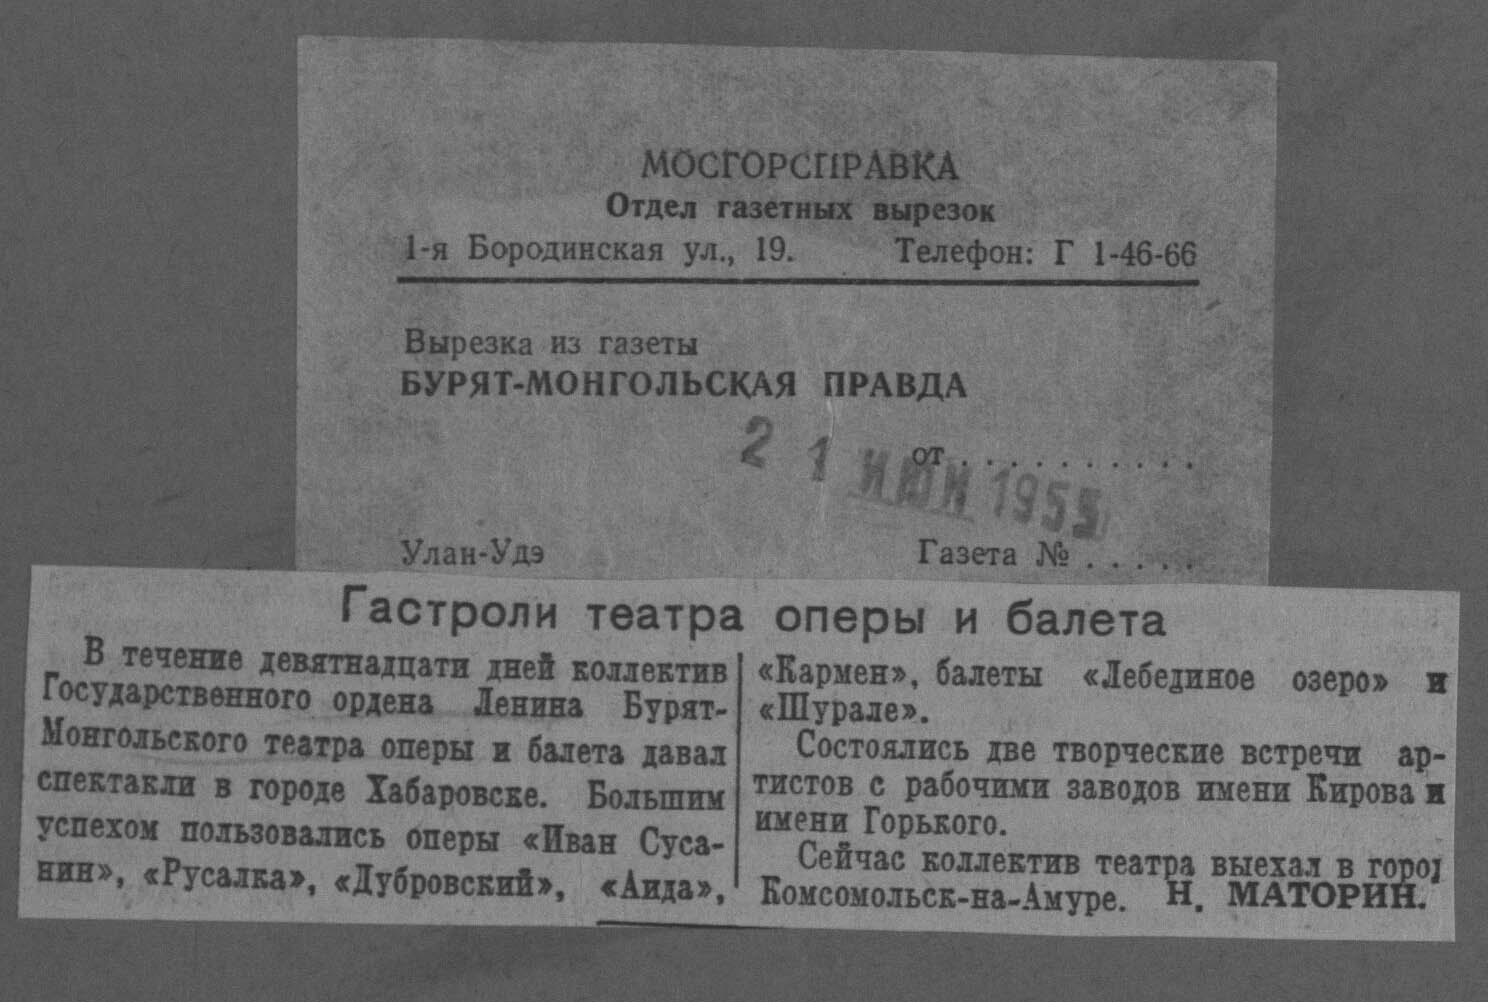 МОСГОРСПРАВКА
Отдел газетных вырезок
1-я Бородинская ул., 19. Телефон: Г 1-46-66
Вырезка из газеты
БУРЯТ-МОНГОЛЬСКАЯ ПРАВДА
от . . . . . . . . . . .
21 ИЮН 1955
Улан-Удэ Газета № . . . . .
Гастроли театра оперы и балета
В течение девятнадцати дней коллектив
Государственного ордена Ленина Бурят-
Монгольского театра оперы и балета давал
спектакли в городе Хабаровске. Большим
успехом пользовались оперы «Иван Суса-
нин», «Русалка», «Дубровский», «Аида»,
«Кармен», балеты «Лебединое озеро» и
«Шурале».
Состоялись две творческие встречи ар-
тистов с рабочими заводов имени Кирова и
имени Горького.
Сейчас коллектив театра выехал в город
Комсомольск-на-Амуре. Н. МАТОРИН.